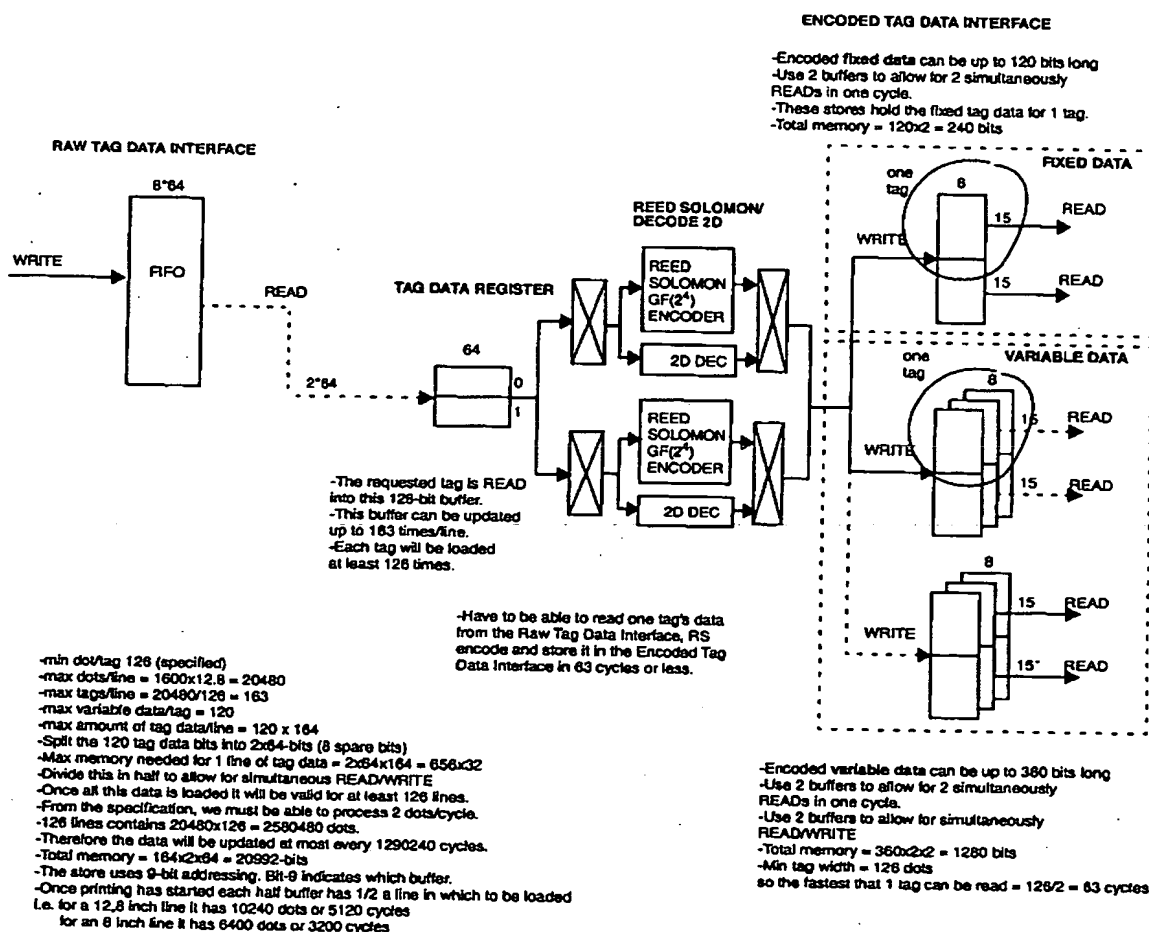 ENCODED TAG DATA INTERFACE
-Encoded fixed data can be up to 120 bits long
-Use 2 buffers to allow for 2 simultaneously
READs in one cycle.
-These stores hold the fixed tag data for 1 tag.
-Total memory = 120x2 = 240 bits
RAW TAG DATA INTERFACE
8*64
WRITE
FIFO
READ
2*64
TAG DATA REGISTER
64
0
1
REED SOLOMON/
DECODE 2D
REED
SOLOMON
GF(2⁴)
ENCODER
2D DEC
REED
SOLOMON
GF(2⁴)
ENCODER
2D DEC
FIXED DATA
one
tag
8
WRITE
15
READ
15
READ
VARIABLE DATA
one
tag
8
WRITE
15
READ
15
READ
8
WRITE
15
READ
15"
READ
-The requested tag is READ
into this 126-bit buffer.
-This buffer can be updated
up to 163 times/line.
-Each tag will be loaded
at least 126 times.
-Have to be able to read one tag's data
from the Raw Tag Data Interface, RS
encode and store it in the Encoded Tag
Data Interface in 63 cycles or less.
-min dot/tag 126 (specified)
-max dots/line = 1600x12.8 = 20480
-max tags/line = 20480/126 = 163
-max variable data/tag = 120
-max amount of tag data/line = 120 x 164
-Split the 120 tag data bits into 2x64-bits (8 spare bits)
-Max memory needed for 1 line of tag data = 2x64x164 = 656x32
-Divide this in half to allow for simultaneous READ/WRITE
-Once all this data is loaded it will be valid for at least 126 lines.
-From the specification, we must be able to process 2 dots/cycle.
-126 lines contains 20480x126 = 2580480 dots.
-Therefore the data will be updated at most every 1290240 cycles.
-Total memory = 164x2x64 = 20992-bits
-The store uses 9-bit addressing. Bit-9 indicates which buffer.
-Once printing has started each half buffer has 1/2 a line in which to be loaded
i.e. for a 12,8 inch line it has 10240 dots or 5120 cycles
for an 8 inch line it has 6400 dots or 3200 cycles
-Encoded variable data can be up to 360 bits long
-Use 2 buffers to allow for 2 simultaneously
READs in one cycle.
-Use 2 buffers to allow for simultaneously
READ/WRITE
-Total memory = 360x2x2 = 1280 bits
-Min tag width = 126 dots
so the fastest that 1 tag can be read = 126/2 = 63 cycles